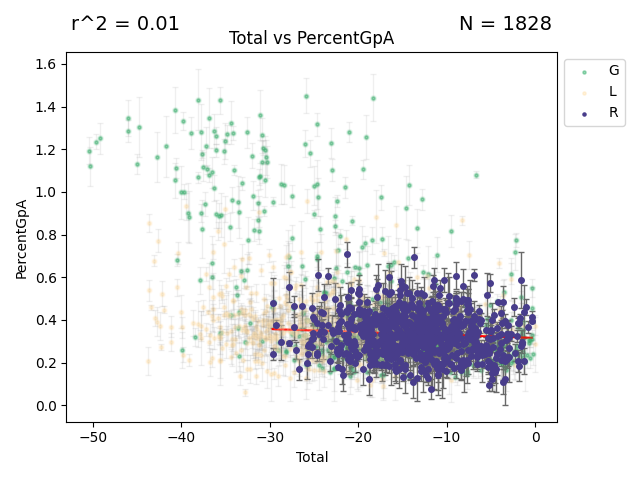 r^2 = 0.01 N = 1828
Total vs PercentGpA
1.6
1.4
1.2
1.0
0.8
0.6
0.4
0.2
0.0
PercentGpA
−50 −40 −30 −20 −10 0
Total
G
L
R